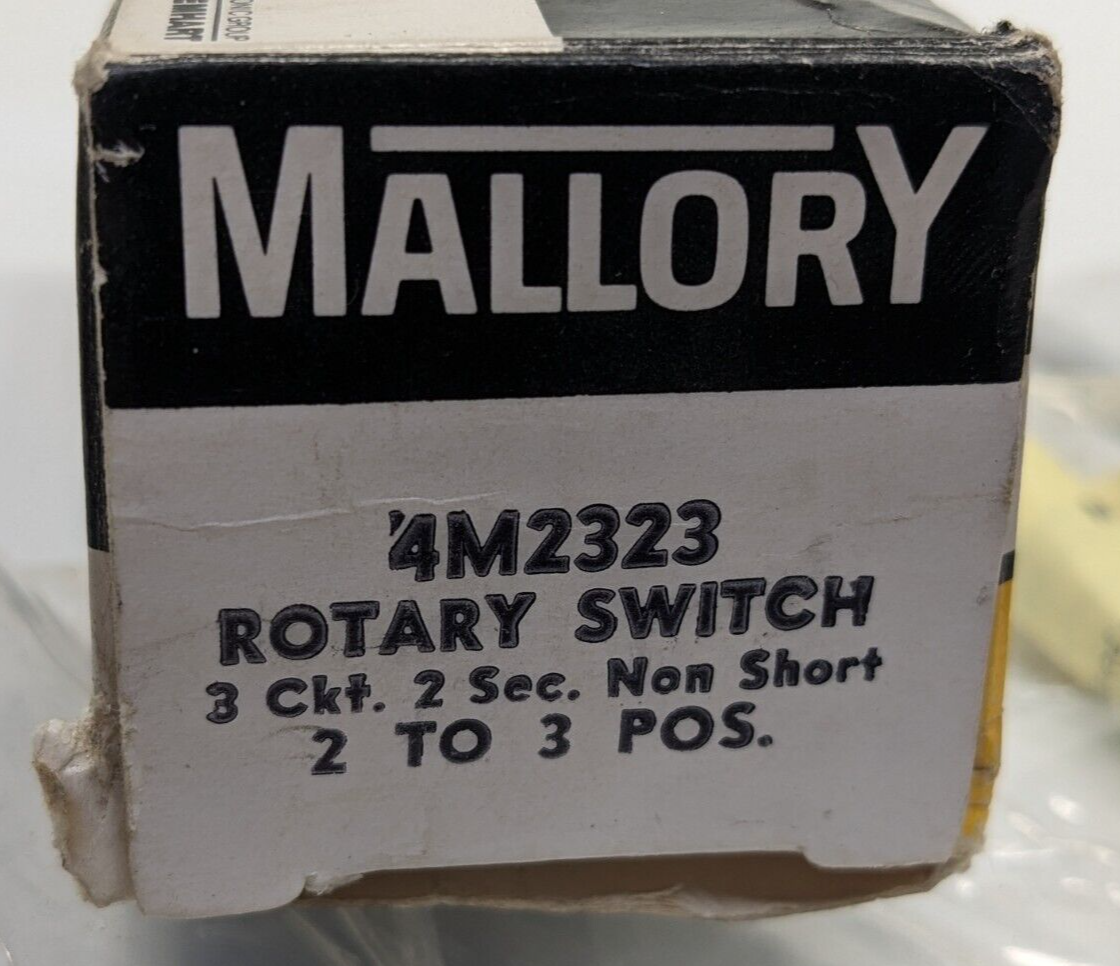 MALLORY
4M2323
ROTARY SWITCH
3 Ckt. 2 Sec. Non Short
2 TO 3 POS.